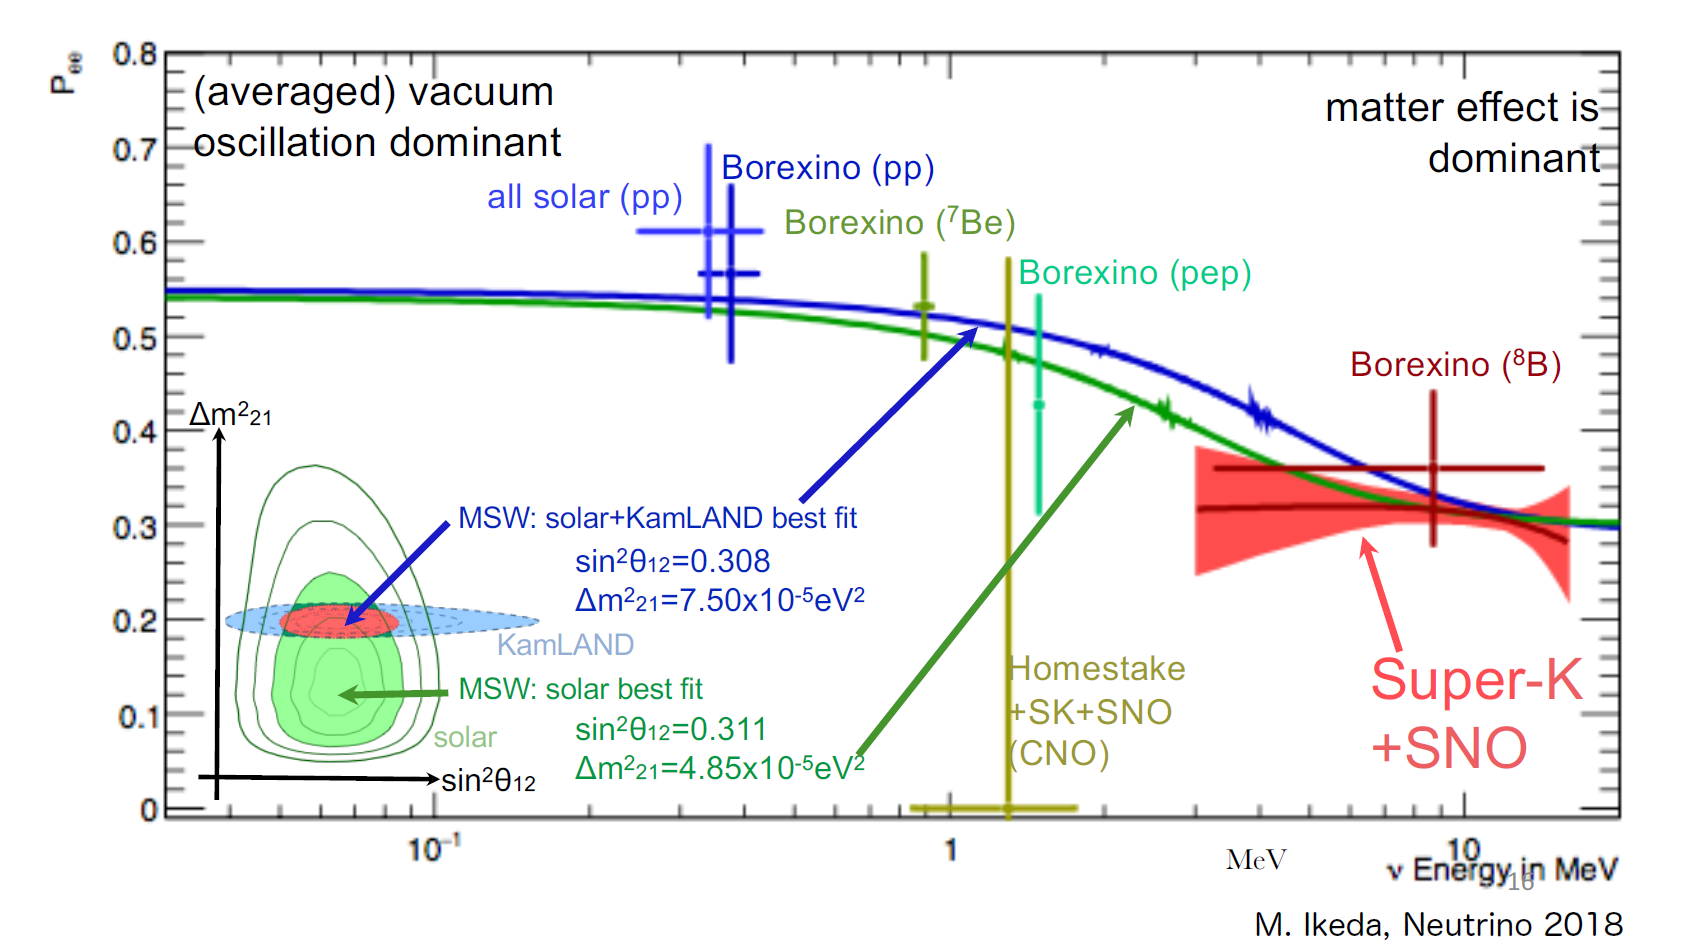 0.8
0.7
0.6
0.5
0.4
0.3
0.2
0.1
0
Pee
(averaged) vacuum
oscillation dominant
matter effect is
dominant
all solar (pp)
Borexino (pp)
Borexino (⁷Be)
Borexino (pep)
Borexino (⁸B)
Δm²₂₁
MSW: solar+KamLAND best fit
sin²θ₁₂=0.308
Δm²₂₁=7.50x10⁻⁵eV²
KamLAND
MSW: solar best fit
sin²θ₁₂=0.311
Δm²₂₁=4.85x10⁻⁵eV²
solar
sin²θ₁₂
Homestake
+SK+SNO
(CNO)
Super-K
+SNO
10⁻¹
1
MeV
10
ν Energy in MeV
16
M. Ikeda, Neutrino 2018